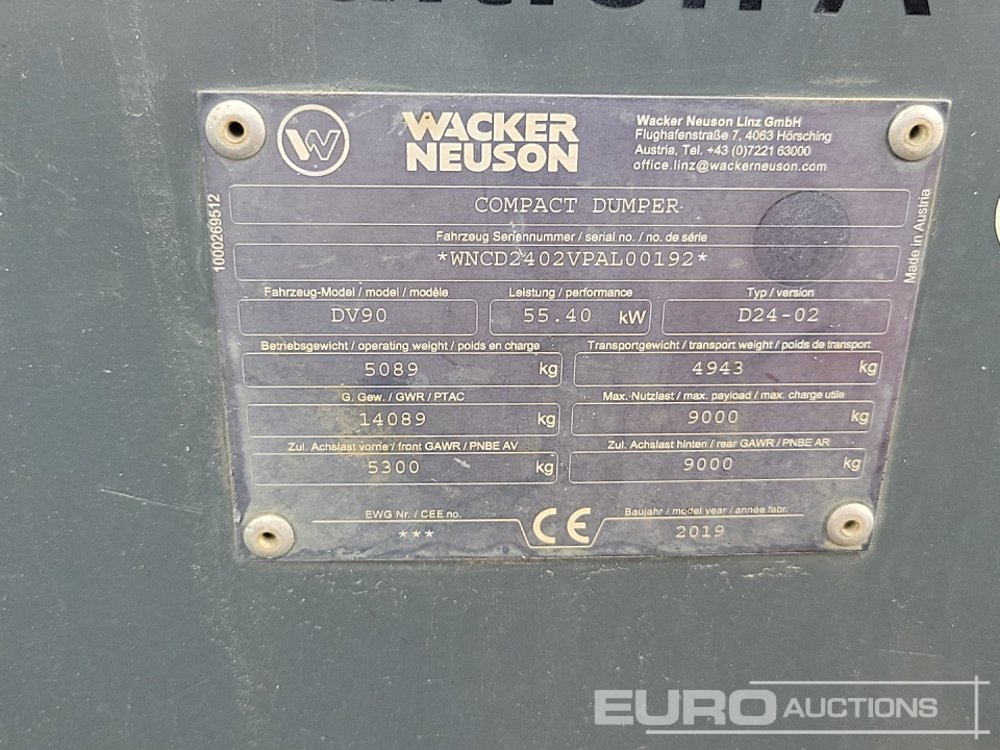 WACKER
NEUSON
Wacker Neuson Linz GmbH
Flughafenstraße 7, 4063 Hörsching
Austria, Tel. +43 (0)7221 63000
office.linz@wackerneuson.com
COMPACT DUMPER
Fahrzeug Seriennummer / serial no. / no. de série
*WNCD2402VPAL00192*
Fahrzeug-Model / model / modèle
Leistung / performance
Typ / version
DV90
55.40 kW
D24-02
Betriebsgewicht / operating weight / poids en charge
Transportgewicht / transport weight / poids de transport
5089 kg
4943 kg
G. Gew. / GWR / PTAC
Max. Nutzlast / max. payload / max. charge utile
14089 kg
9000 kg
Zul. Achslast vorne / front GAWR / PNBE AV
Zul. Achslast hinten / rear GAWR / PNBE AR
5300 kg
9000 kg
EWG Nr. / CEE no.
CE
Baujahr / model year / année fabr.
***
2019
1000269512
Made in Austria
EURO AUCTIONS